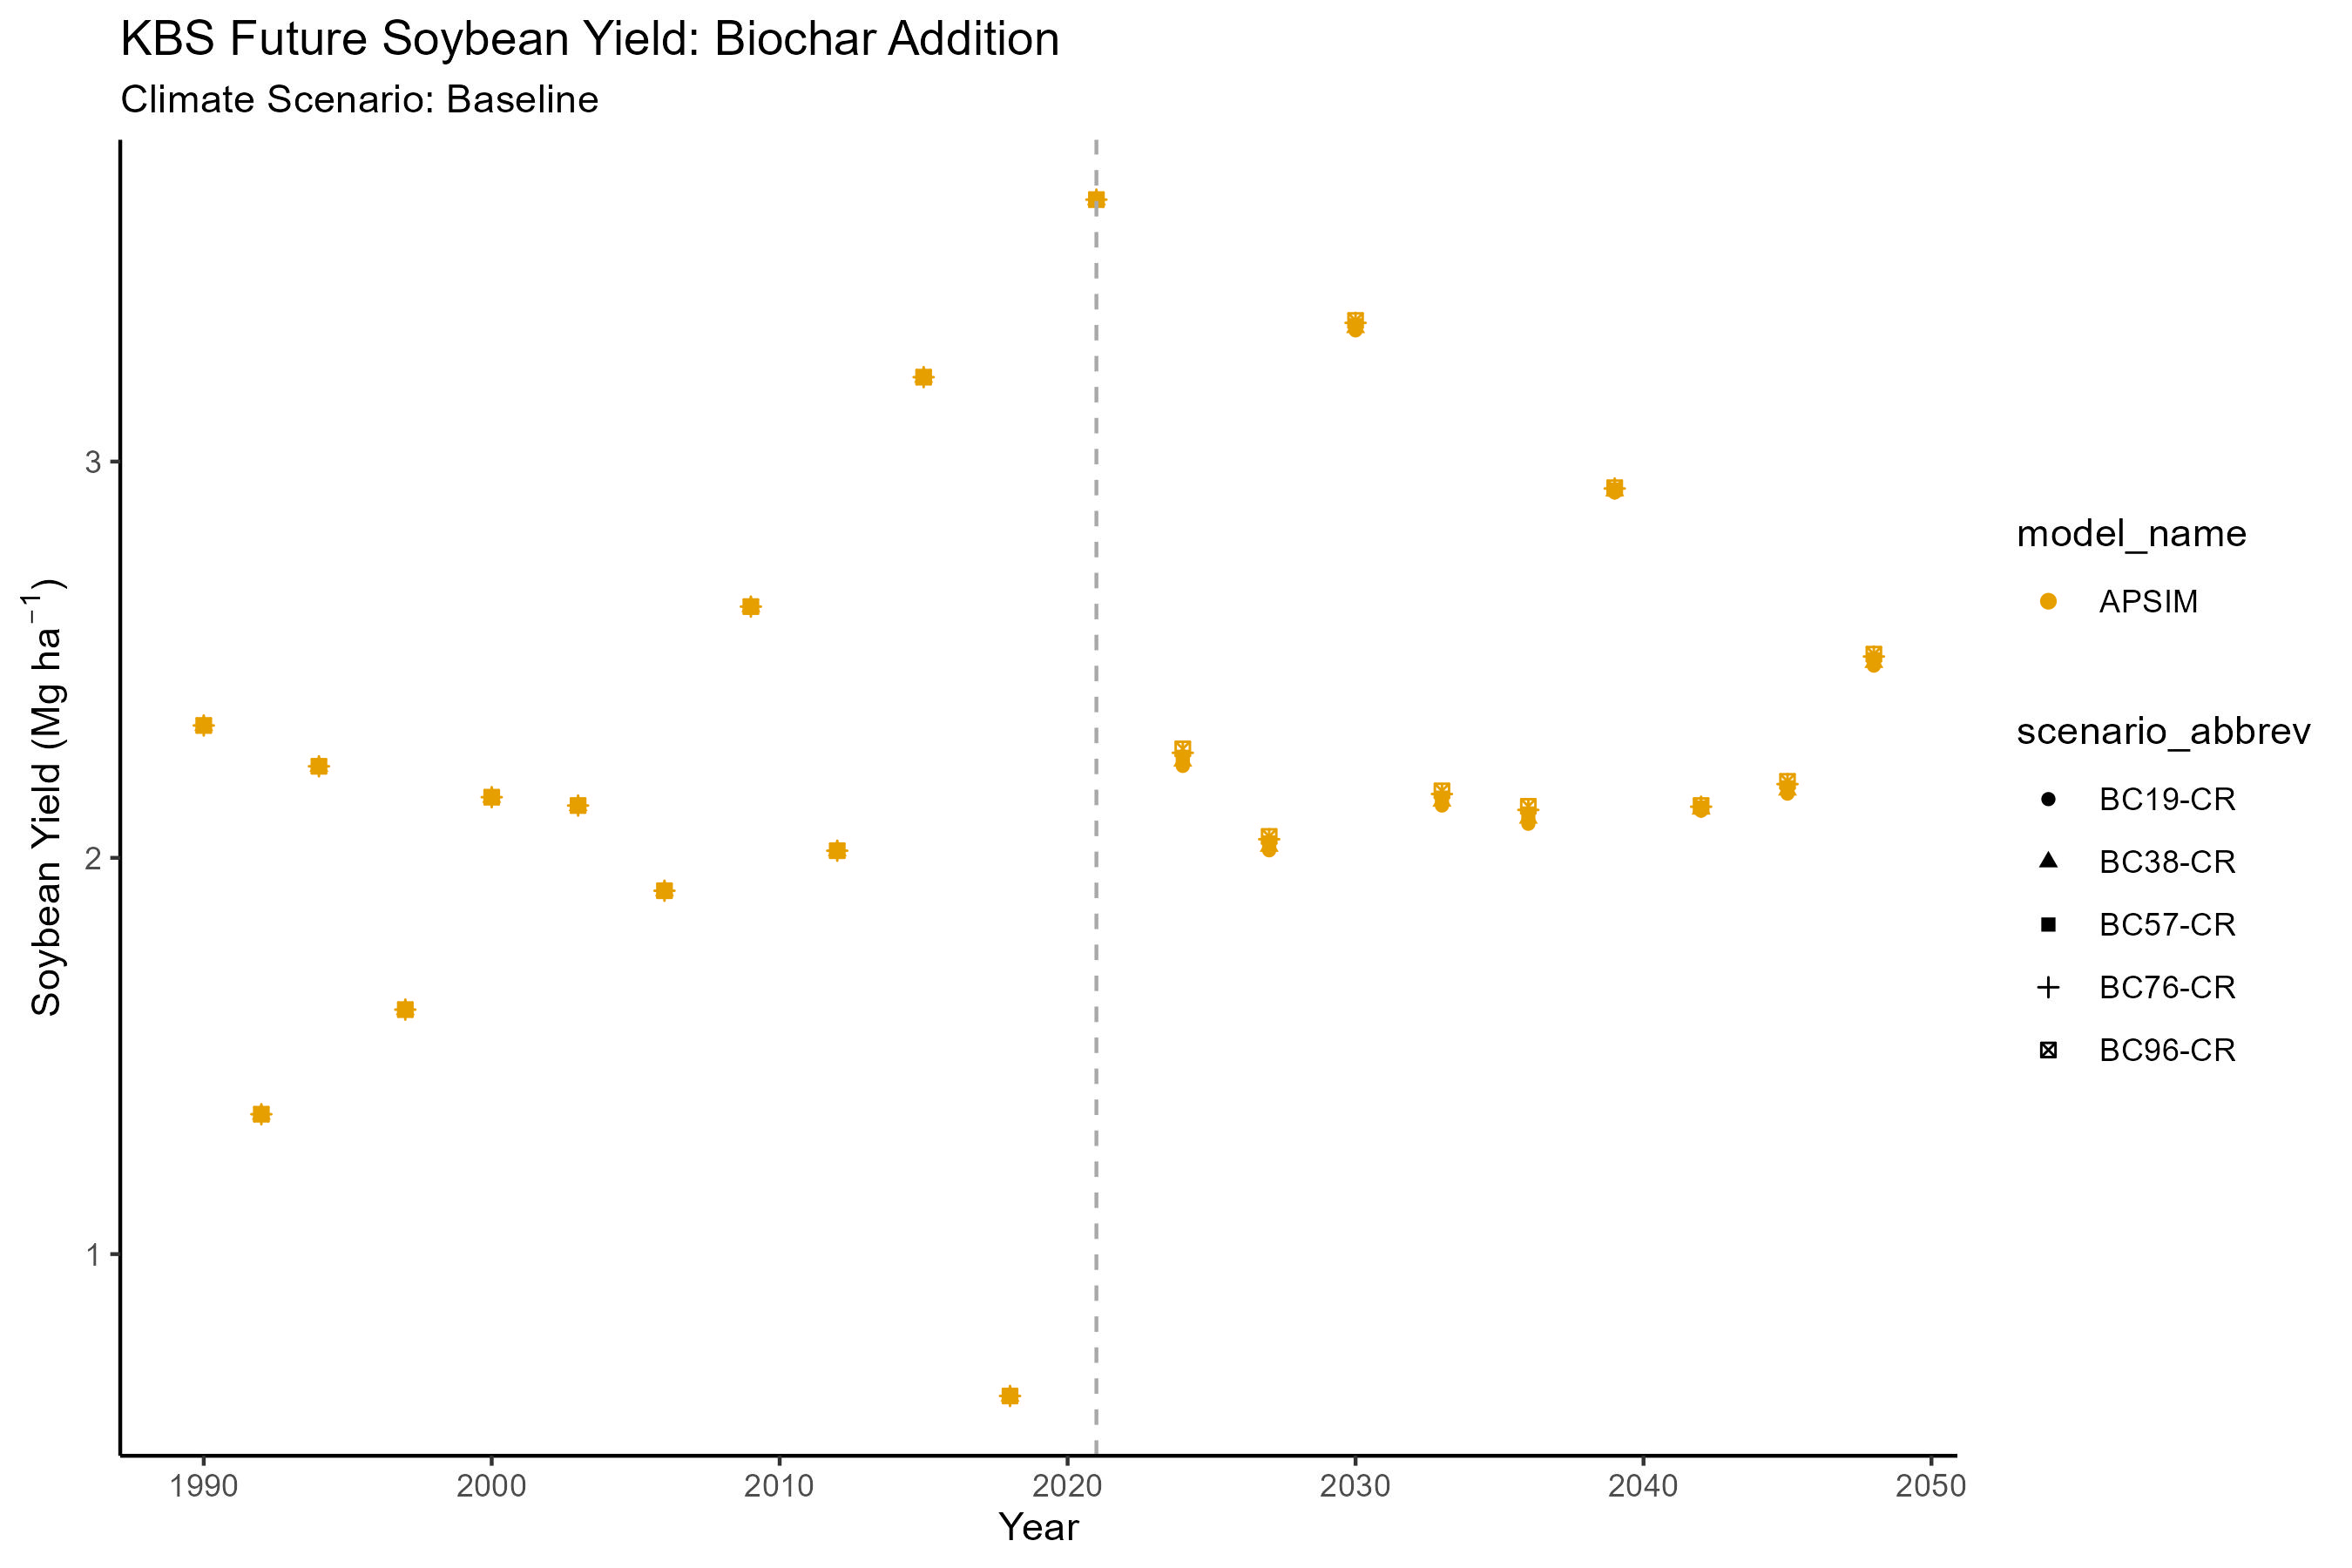 KBS Future Soybean Yield: Biochar Addition
Climate Scenario: Baseline
Soybean Yield (Mg ha⁻¹)
3
2
1
1990 2000 2010 2020 2030 2040 2050
Year
model_name
APSIM
scenario_abbrev
BC19-CR
BC38-CR
BC57-CR
BC76-CR
BC96-CR